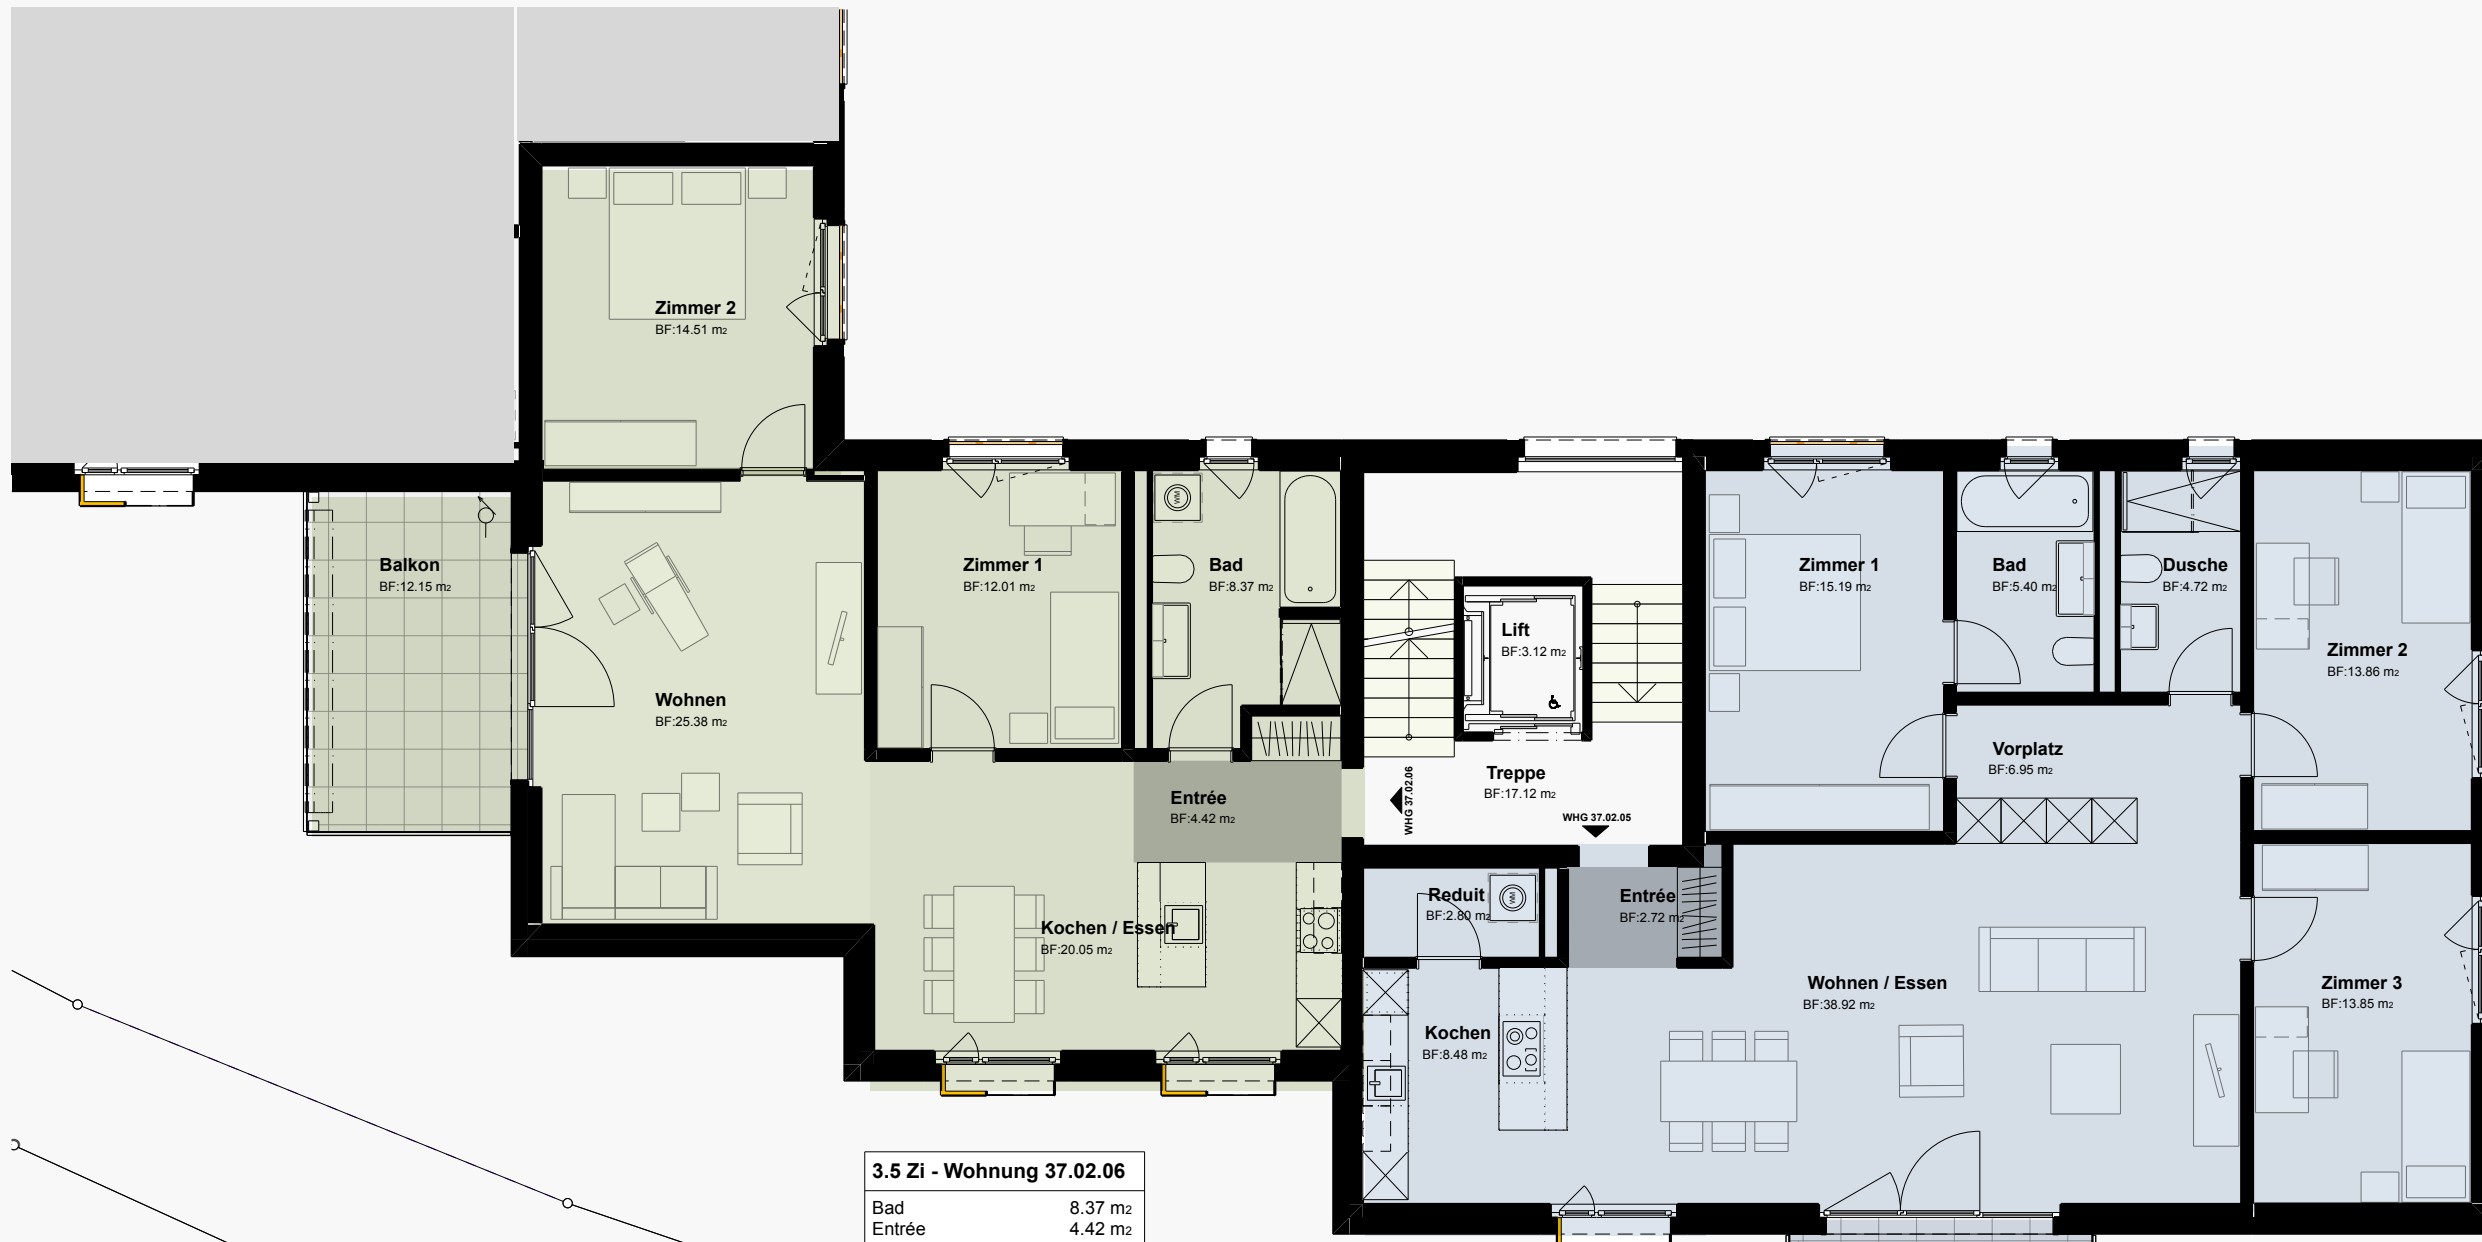 Zimmer 2
BF:14.51 m2
Balkon
BF:12.15 m2
Wohnen
BF:25.38 m2
Zimmer 1
BF:12.01 m2
WM
Bad
BF:8.37 m2
Entrée
BF:4.42 m2
Kochen / Essen
BF:20.05 m2
Lift
BF:3.12 m2
Treppe
BF:17.12 m2
WHG 37.02.06
WHG 37.02.05
Zimmer 1
BF:15.19 m2
Bad
BF:5.40 m2
Dusche
BF:4.72 m2
Zimmer 2
BF:13.86 m2
Vorplatz
BF:6.95 m2
Reduit
BF:2.80 m2
WM
Entrée
BF:2.72 m2
Kochen
BF:8.48 m2
Wohnen / Essen
BF:38.92 m2
Zimmer 3
BF:13.85 m2
3.5 Zi - Wohnung 37.02.06
Bad 8.37 m2
Entrée 4.42 m2